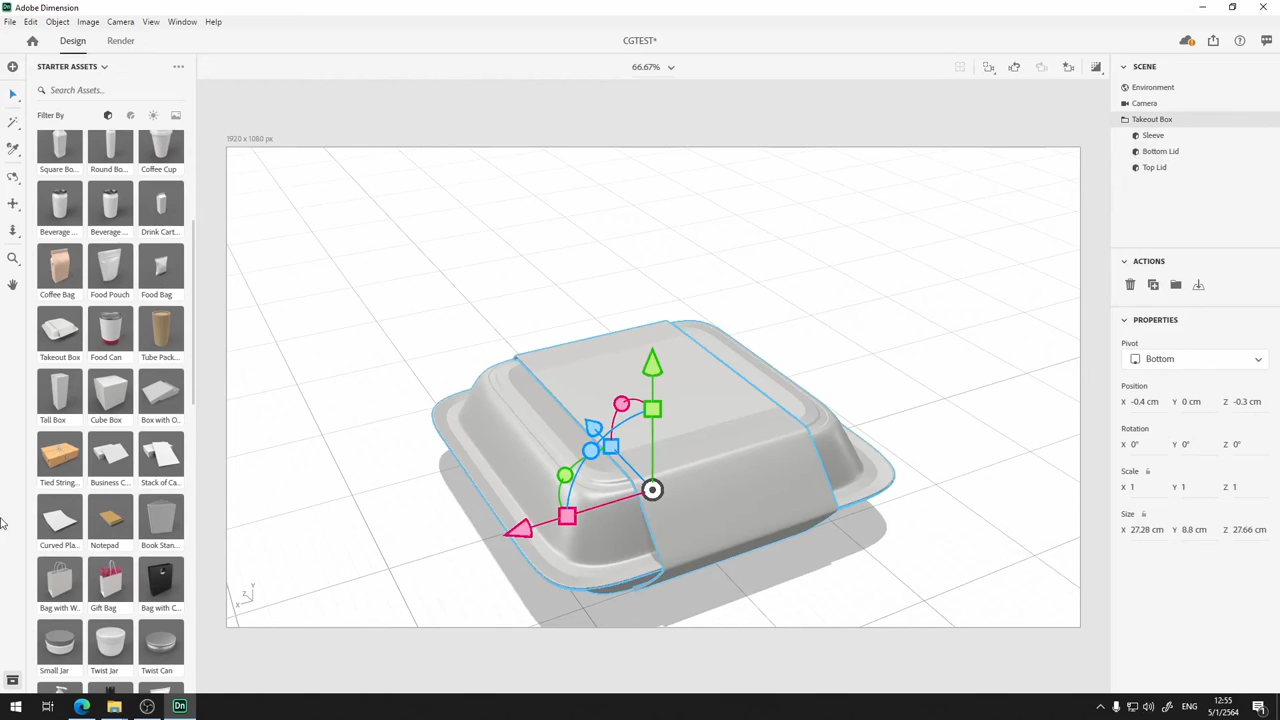 Adobe Dimension
File Edit Object Image Camera View Window Help
Design Render CGTEST*
STARTER ASSETS
66.67%
Search Assets...
Filter By
1920 x 1080 px
Square Bo... Round Bo... Coffee Cup
Beverage ... Beverage ... Drink Cart...
Coffee Bag Food Pouch Food Bag
Takeout Box Food Can Tube Pack...
Tall Box Cube Box Box with O...
Tied String... Business C... Stack of Ca...
Curved Pla... Notepad Book Stan...
Bag with W... Gift Bag Bag with C...
Small Jar Twist Jar Twist Can
Y
Z
X
SCENE
Environment
Camera
Takeout Box
Sleeve
Bottom Lid
Top Lid
ACTIONS
PROPERTIES
Pivot
Bottom
Position
X -0.4 cm Y 0 cm Z -0.3 cm
Rotation
X 0° Y 0° Z 0°
Scale
X 1 Y 1 Z 1
Size
X 27.28 cm Y 8.8 cm Z 27.66 cm
Dn
ENG
12:55
5/1/2564